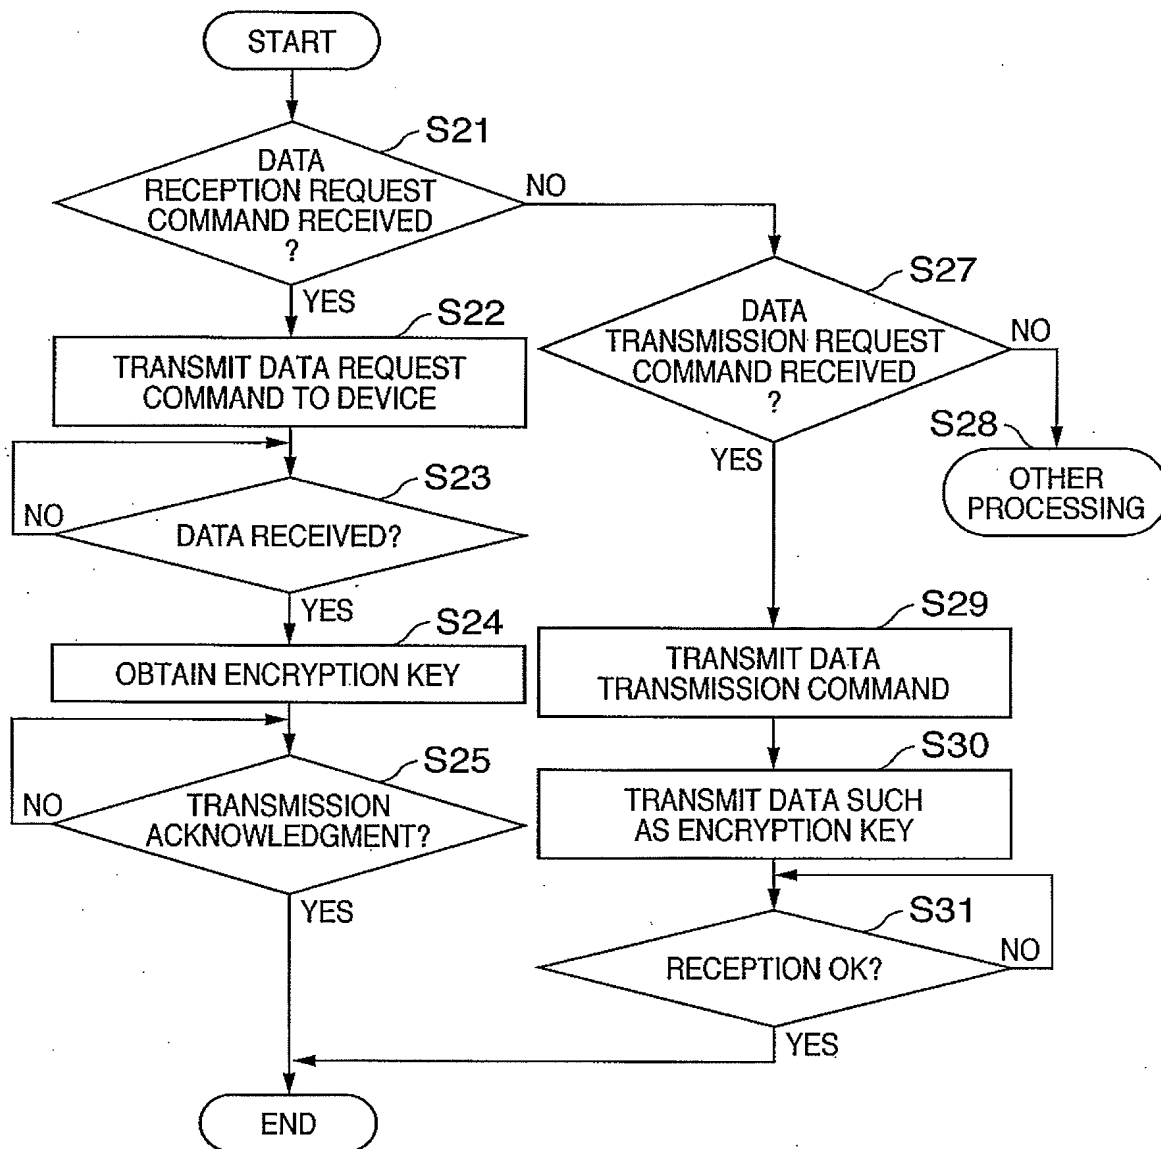 START
S21
DATA
RECEPTION REQUEST
COMMAND RECEIVED
?
NO
YES
S22
TRANSMIT DATA REQUEST
COMMAND TO DEVICE
S23
NO
DATA RECEIVED?
YES
S24
OBTAIN ENCRYPTION KEY
S25
NO
TRANSMISSION
ACKNOWLEDGMENT?
YES
S27
DATA
TRANSMISSION REQUEST
COMMAND RECEIVED
?
NO
YES
S28
OTHER
PROCESSING
S29
TRANSMIT DATA
TRANSMISSION COMMAND
S30
TRANSMIT DATA SUCH
AS ENCRYPTION KEY
S31
RECEPTION OK?
NO
YES
END